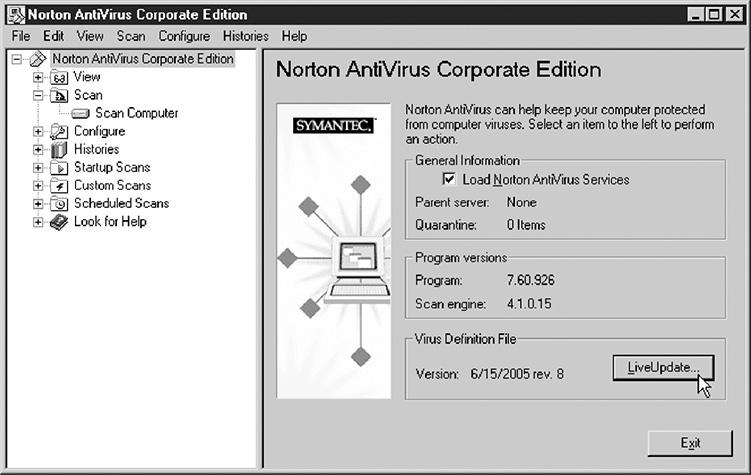 Norton AntiVirus Corporate Edition
File Edit View Scan Configure Histories Help
Norton AntiVirus Corporate Edition
View
Scan
Scan Computer
Configure
Histories
Startup Scans
Custom Scans
Scheduled Scans
Look for Help
Norton AntiVirus Corporate Edition
SYMANTEC.
Norton AntiVirus can help keep your computer protected
from computer viruses. Select an item to the left to perform
an action.
General Information
Load Norton AntiVirus Services
Parent server: None
Quarantine: 0 Items
Program versions
Program: 7.60.926
Scan engine: 4.1.0.15
Virus Definition File
Version: 6/15/2005 rev. 8
LiveUpdate...
Exit